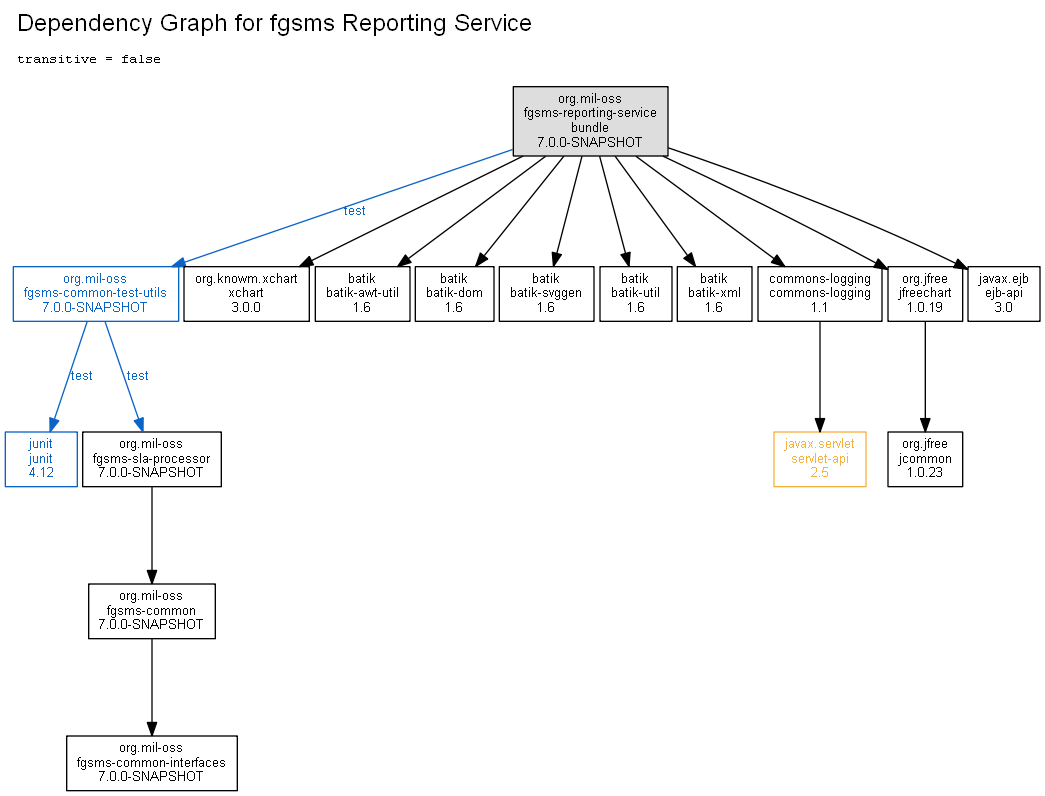 Dependency Graph for fgsms Reporting Service
transitive = false
org.mil-oss
fgsms-reporting-service
bundle
7.0.0-SNAPSHOT
test
org.mil-oss
fgsms-common-test-utils
7.0.0-SNAPSHOT
org.knowm.xchart
xchart
3.0.0
batik
batik-awt-util
1.6
batik
batik-dom
1.6
batik
batik-svggen
1.6
batik
batik-util
1.6
batik
batik-xml
1.6
commons-logging
commons-logging
1.1
org.jfree
jfreechart
1.0.19
javax.ejb
ejb-api
3.0
test
test
junit
junit
4.12
org.mil-oss
fgsms-sla-processor
7.0.0-SNAPSHOT
javax.servlet
servlet-api
2.5
org.jfree
jcommon
1.0.23
org.mil-oss
fgsms-common
7.0.0-SNAPSHOT
org.mil-oss
fgsms-common-interfaces
7.0.0-SNAPSHOT